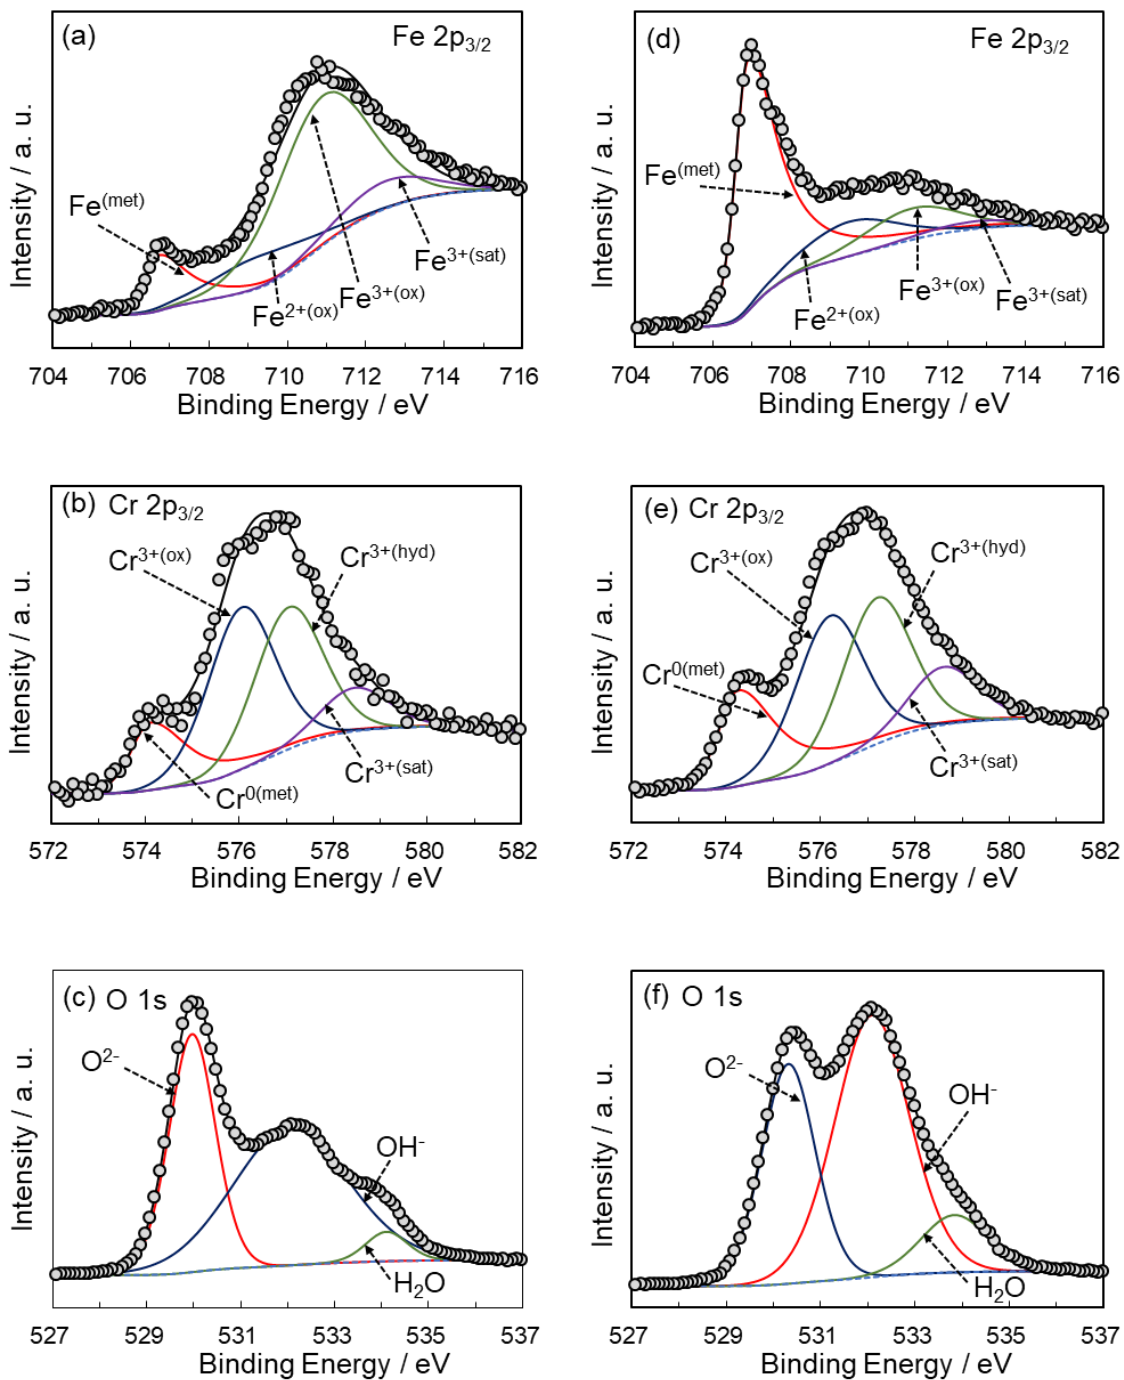 (a) Fe 2p3/2
Intensity / a. u.
Fe(met)
Fe3+(sat)
Fe3+(ox)
Fe2+(ox)
704 706 708 710 712 714 716
Binding Energy / eV
(d) Fe 2p3/2
Intensity / a. u.
Fe(met)
Fe3+(ox)
Fe3+(sat)
Fe2+(ox)
704 706 708 710 712 714 716
Binding Energy / eV
(b) Cr 2p3/2
Intensity / a. u.
Cr3+(ox)
Cr3+(hyd)
Cr3+(sat)
Cr0(met)
572 574 576 578 580 582
Binding Energy / eV
(e) Cr 2p3/2
Intensity / a. u.
Cr3+(ox)
Cr3+(hyd)
Cr0(met)
Cr3+(sat)
572 574 576 578 580 582
Binding Energy / eV
(c) O 1s
Intensity / a. u.
O2-
OH-
H2O
527 529 531 533 535 537
Binding Energy / eV
(f) O 1s
Intensity / a. u.
O2-
OH-
H2O
527 529 531 533 535 537
Binding Energy / eV